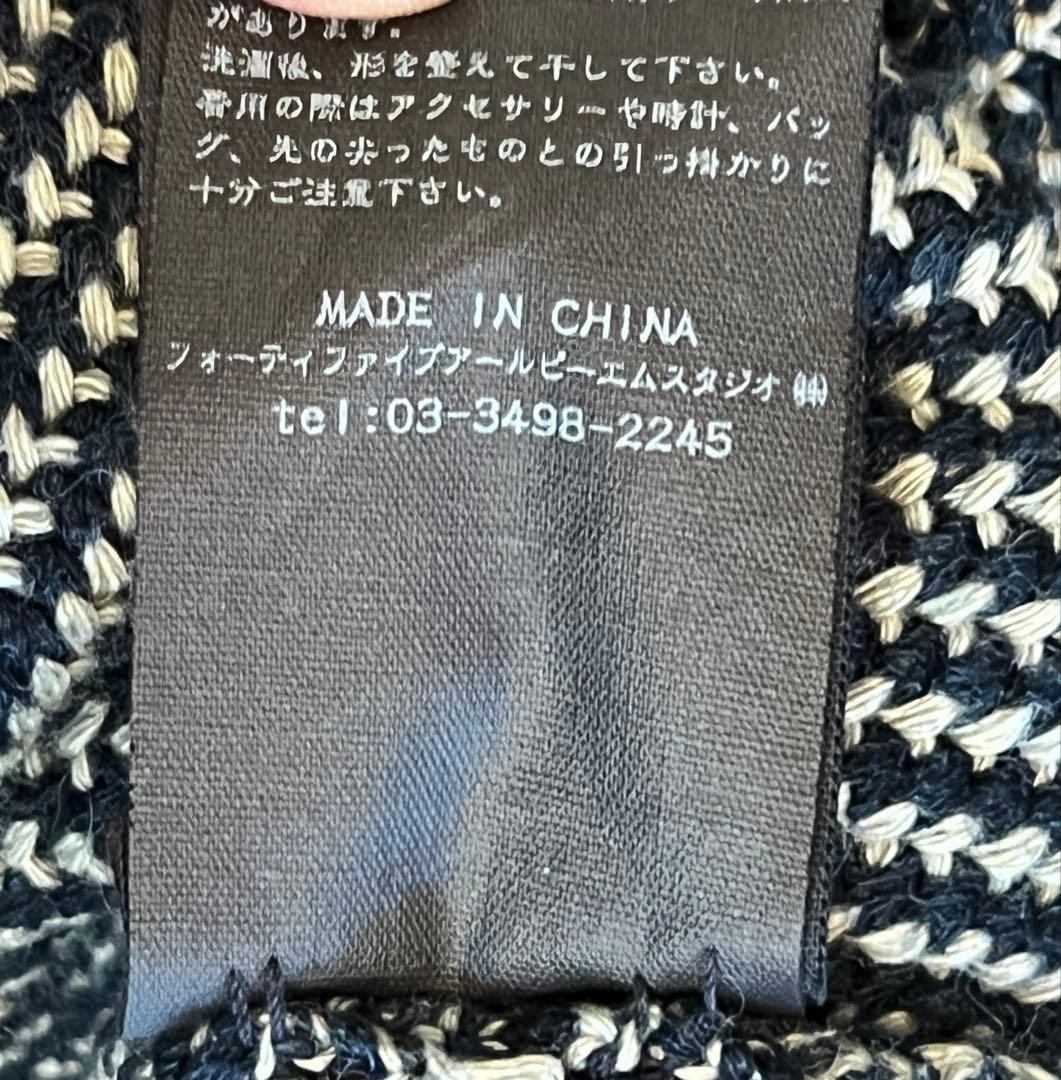 があります。
洗濯後、形を整えて干して下さい。
着用の際はアクセサリーや時計、バッ
グ、先の尖ったものとの引っ掛かりに
十分ご注意下さい。
MADE IN CHINA
フォーティファイブアールピーエムスタジオ㈱
tel:03-3498-2245